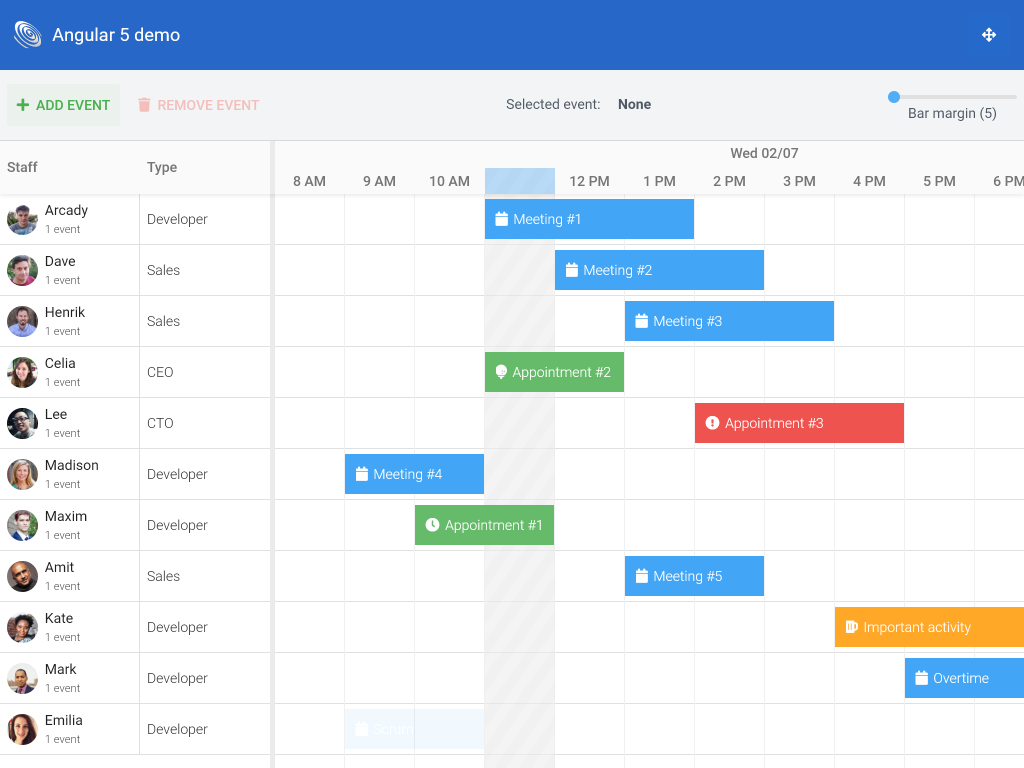 Angular 5 demo
ADD EVENT
REMOVE EVENT
Selected event: None
Bar margin (5)
Staff
Type
Wed 02/07
8 AM 9 AM 10 AM 12 PM 1 PM 2 PM 3 PM 4 PM 5 PM 6 PM
Arcady
1 event
Developer
Meeting #1
Dave
1 event
Sales
Meeting #2
Henrik
1 event
Sales
Meeting #3
Celia
1 event
CEO
Appointment #2
Lee
1 event
CTO
Appointment #3
Madison
1 event
Developer
Meeting #4
Maxim
1 event
Developer
Appointment #1
Amit
1 event
Sales
Meeting #5
Kate
1 event
Developer
Important activity
Mark
1 event
Developer
Overtime
Emilia
1 event
Developer
Scrum